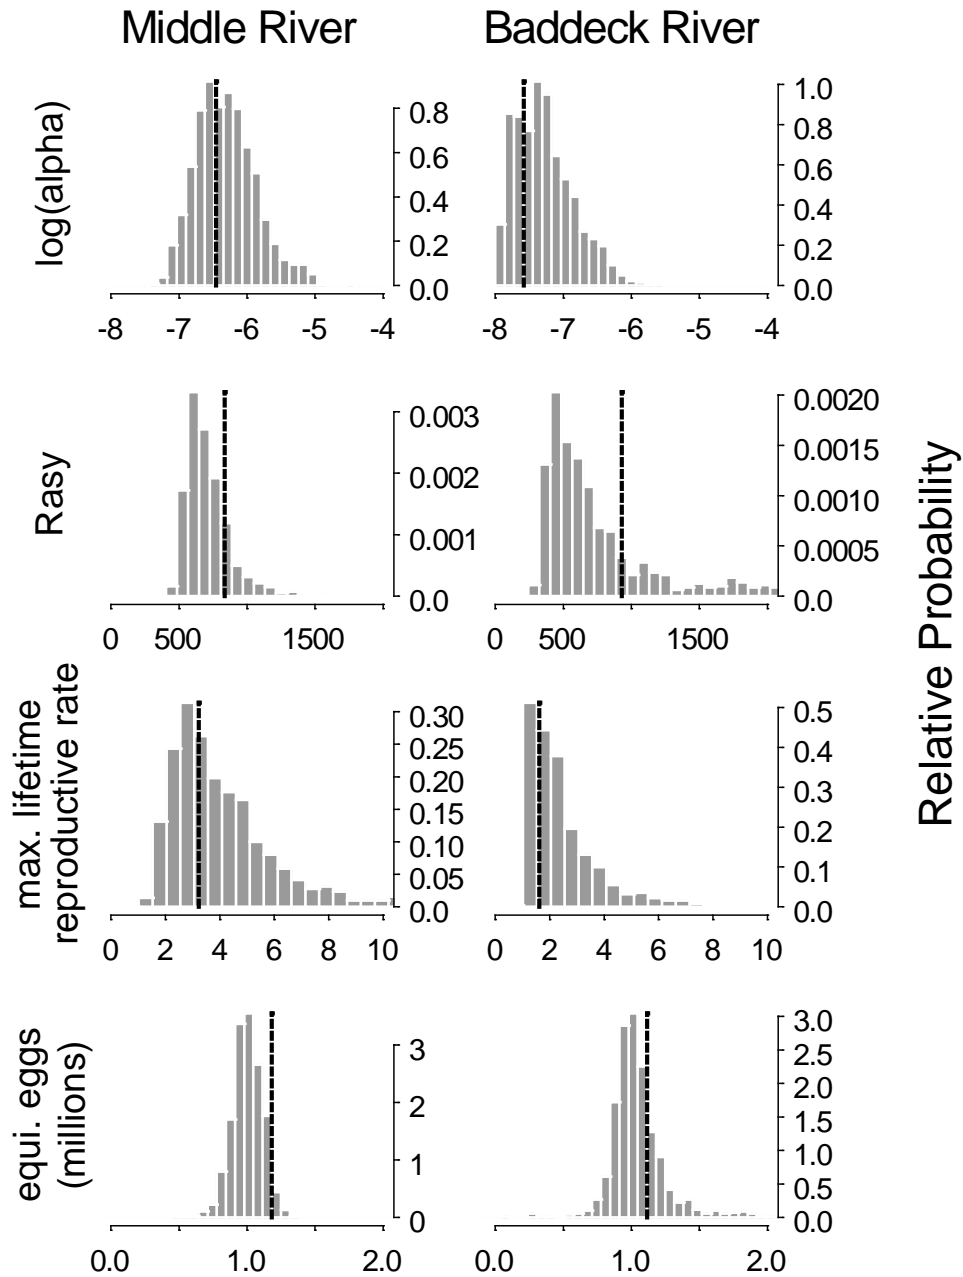 Middle River Baddeck River
log(alpha)
0.8
0.6
0.4
0.2
0.0
-8 -7 -6 -5 -4
1.0
0.8
0.6
0.4
0.2
0.0
-8 -7 -6 -5 -4
Rasy
0.003
0.002
0.001
0.0
0 500 1500
0.0020
0.0015
0.0010
0.0005
0.0
0 500 1500
max. lifetime
reproductive rate
0.30
0.25
0.20
0.15
0.10
0.05
0.0
0 2 4 6 8 10
0.5
0.4
0.3
0.2
0.1
0.0
0 2 4 6 8 10
equi. eggs
(millions)
3
2
1
0
0.0 1.0 2.0
3.0
2.5
2.0
1.5
1.0
0.5
0.0
0.0 1.0 2.0
Relative Probability